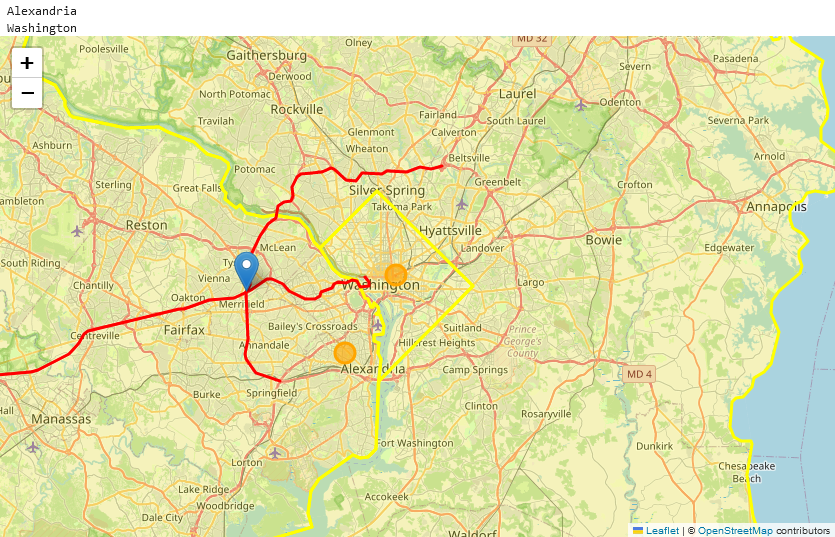 Alexandria
Washington
+
−
Poolesville
Gaithersburg
Olney
MD 32
Severn
Pasadena
Derwood
North Potomac
Rockville
Laurel
Odenton
Travilah
Fairland
South Laurel
Severna Park
Glenmont
Calverton
Ashburn
Wheaton
Beltsville
Arnold
Potomac
Sterling
Great Falls
Silver Spring
Greenbelt
Crofton
ambleton
Takoma Park
Annapolis
Reston
Hyattsville
McLean
Landover
Bowie
Edgewater
South Riding
Vienna
Chantilly
Washington
Largo
Oakton
Merrifield
Centreville
Fairfax
Bailey's Crossroads
Suitland
Prince
George's
County
Annandale
Hillcrest Heights
Alexandria
Camp Springs
MD 4
Burke
Springfield
Hall
Manassas
Clinton
Rosaryville
Fort Washington
Dunkirk
Lorton
Chesapeake
Beach
Lake Ridge
Accokeek
Woodbridge
Dale City
Waldorf
Leaflet | © OpenStreetMap contributors